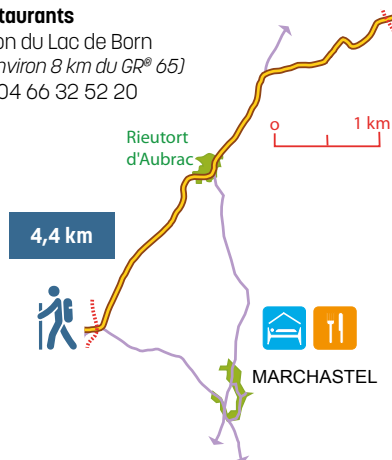 taurants
on du Lac de Born
nviron 8 km du GR® 65)
04 66 32 52 20
Rieutort
d'Aubrac
0 1 km
4,4 km
MARCHASTEL